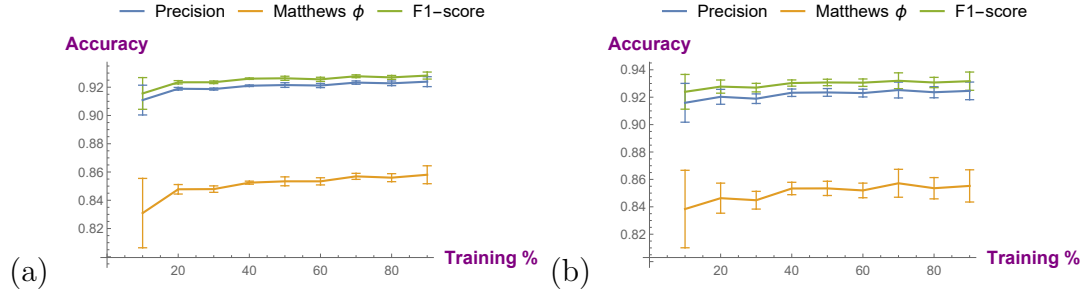 Precision Matthews ϕ F1-score
Accuracy
0.92
0.90
0.88
0.86
0.84
0.82
20 40 60 80
Training %
(a)
Precision Matthews ϕ F1-score
Accuracy
0.94
0.92
0.90
0.88
0.86
0.84
0.82
20 40 60 80
Training %
(b)